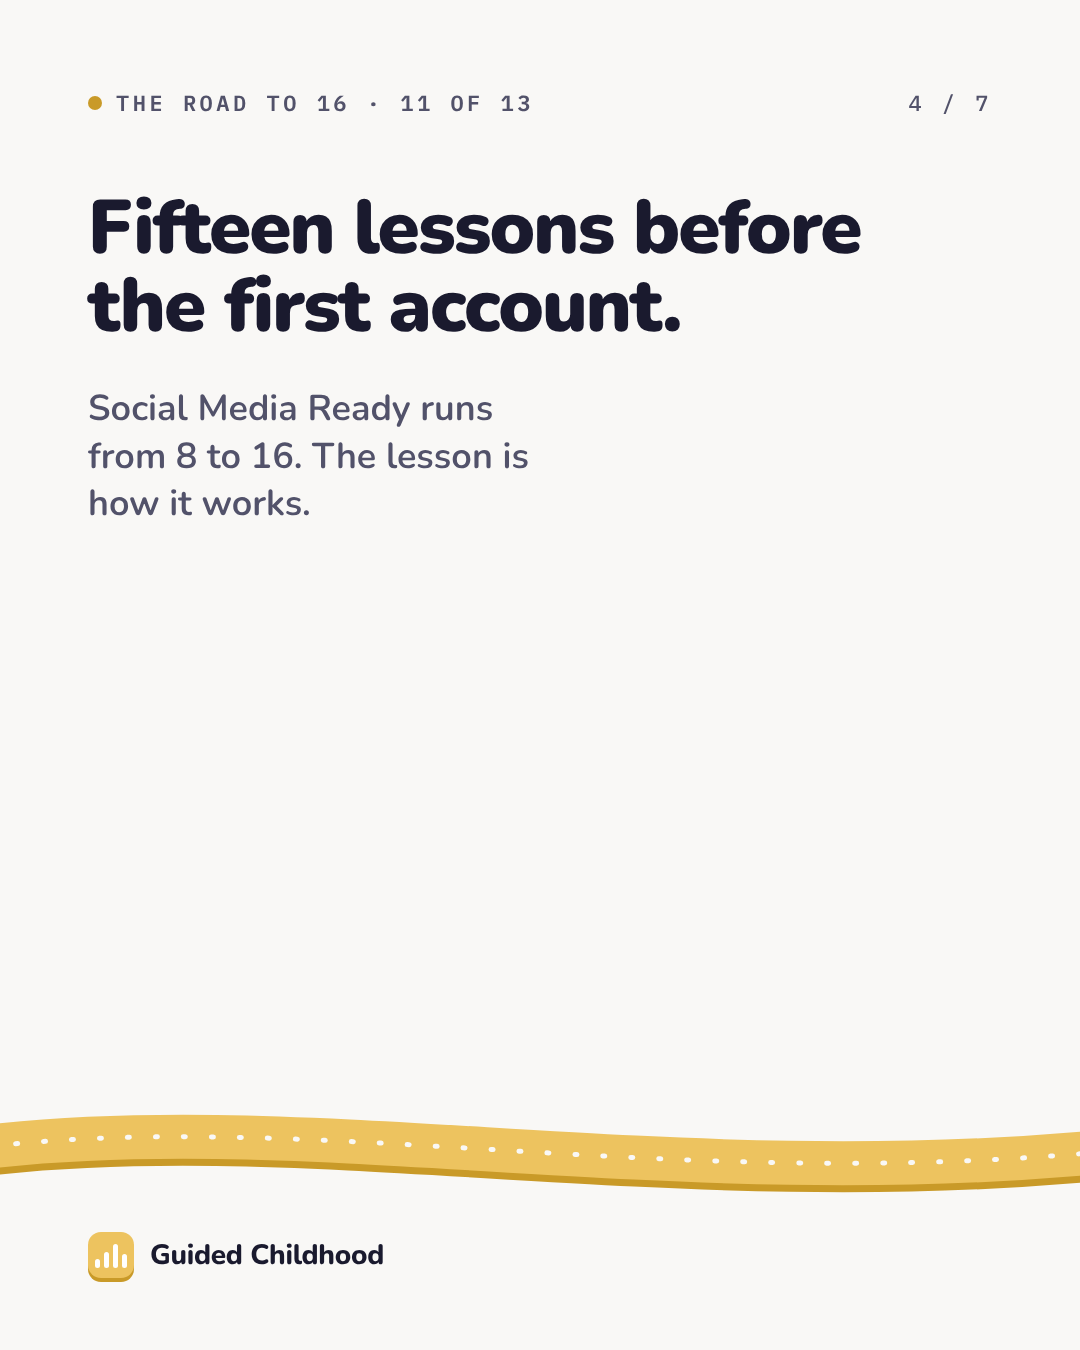 THE ROAD TO 16 · 11 OF 13
4 / 7
Fifteen lessons before
the first account.
Social Media Ready runs
from 8 to 16. The lesson is
how it works.
Guided Childhood